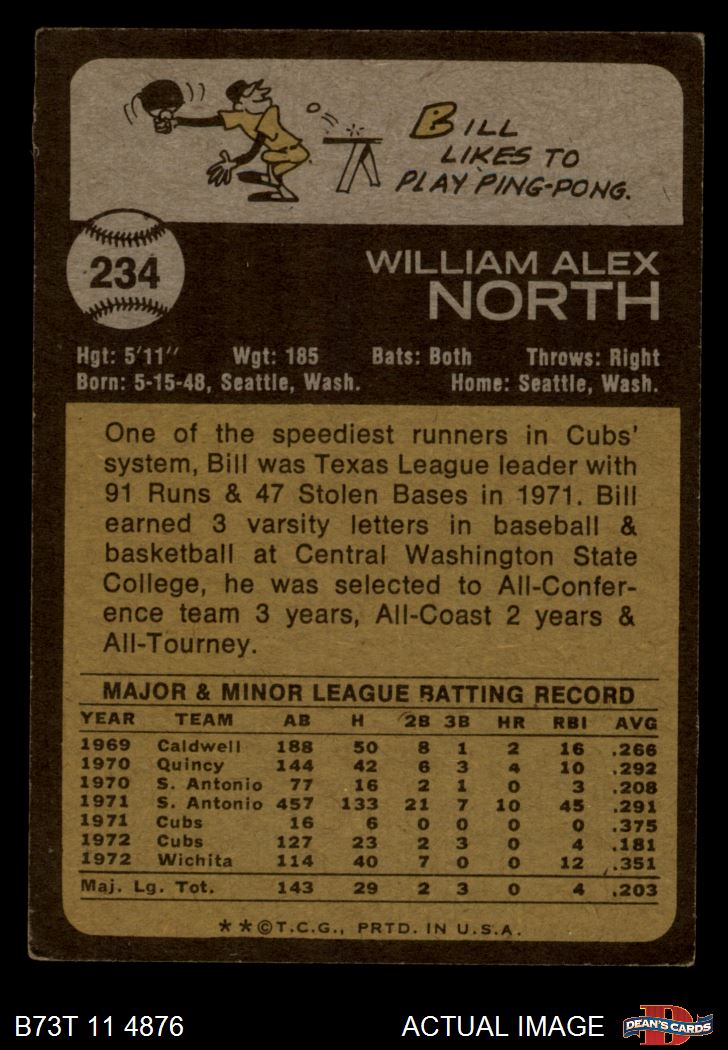 BILL
LIKES TO
PLAY PING-PONG.
234
WILLIAM ALEX
NORTH
Hgt: 5'11" Wgt: 185 Bats: Both Throws: Right
Born: 5-15-48, Seattle, Wash. Home: Seattle, Wash.
One of the speediest runners in Cubs'
system, Bill was Texas League leader with
91 Runs & 47 Stolen Bases in 1971. Bill
earned 3 varsity letters in baseball &
basketball at Central Washington State
College, he was selected to All-Confer-
ence team 3 years, All-Coast 2 years &
All-Tourney.
MAJOR & MINOR LEAGUE BATTING RECORD
YEAR TEAM AB H 2B 3B HR RBI AVG
1969 Caldwell 188 50 8 1 2 16 .266
1970 Quincy 144 42 6 3 4 10 .292
1970 S. Antonio 77 16 2 1 0 3 .208
1971 S. Antonio 457 133 21 7 10 45 .291
1971 Cubs 16 6 0 0 0 0 .375
1972 Cubs 127 23 2 3 0 4 .181
1972 Wichita 114 40 7 0 0 12 .351
Maj. Lg. Tot. 143 29 2 3 0 4 .203
**©T.C.G., PRTD. IN U.S.A.
B73T 11 4876 ACTUAL IMAGE
D
DEAN'S CARDS